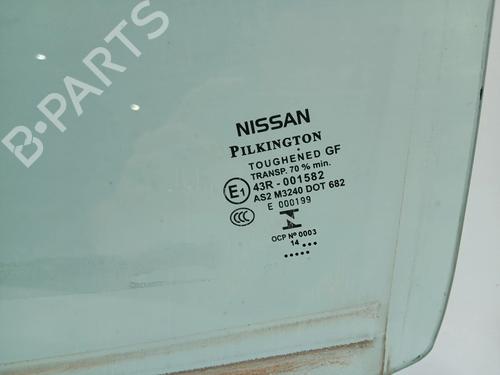 B-PARTS
NISSAN
PILKINGTON
TOUGHENED GF
TRANSP. 70 % min.
E1 43R - 001582
AS2 M3240 DOT 682
E 000199
CCC
OCP Nº 0003
14 ...
.....